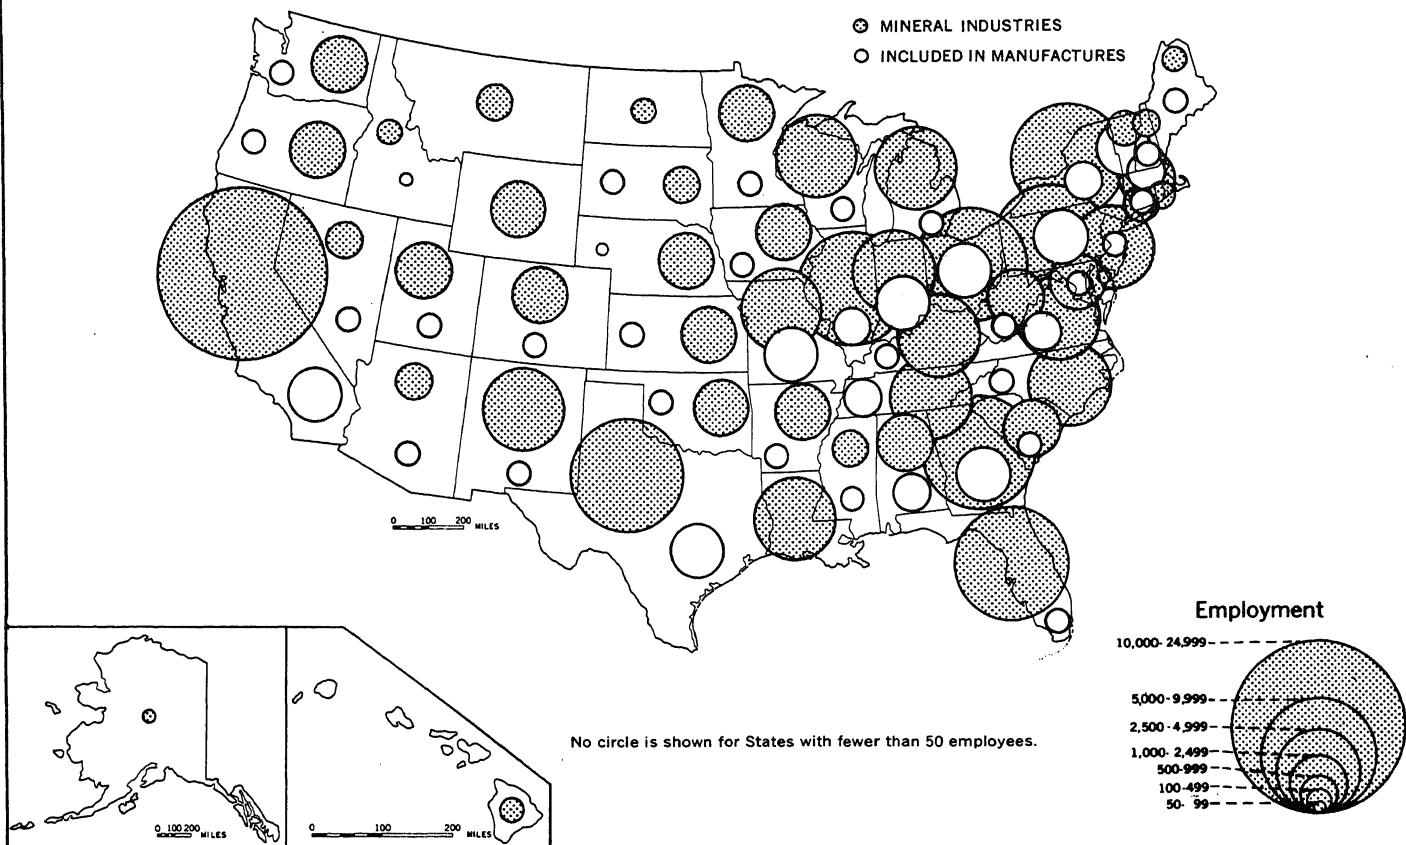 MINERAL INDUSTRIES
INCLUDED IN MANUFACTURES
0 100 200 MILES
Employment
10,000-24,999
5,000-9,999
2,500-4,999
1,000-2,499
500-999
100-499
50-99
No circle is shown for States with fewer than 50 employees.
0 100 200 MILES
0 100 200 MILES